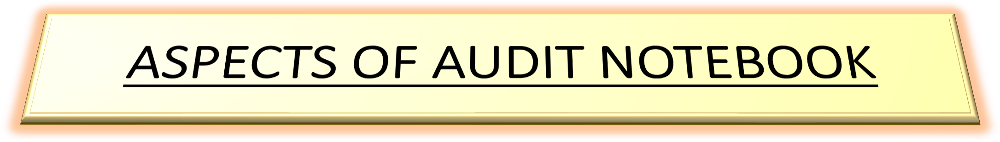 ASPECTS OF AUDIT NOTEBOOK